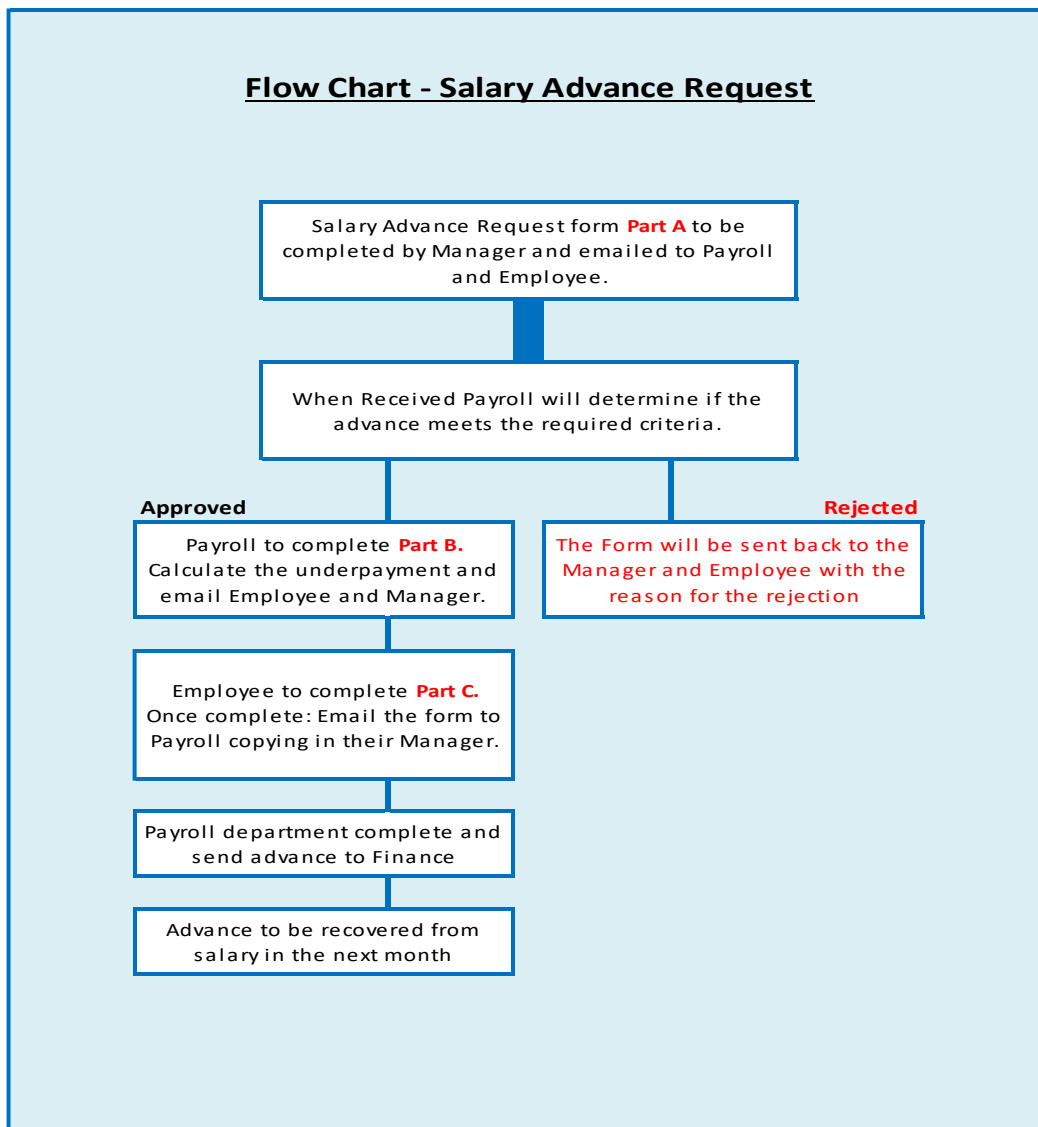 Flow Chart - Salary Advance Request
Salary Advance Request form Part A to be
completed by Manager and emailed to Payroll
and Employee.
When Received Payroll will determine if the
advance meets the required criteria.
Approved
Rejected
Payroll to complete Part B.
Calculate the underpayment and
email Employee and Manager.
The Form will be sent back to the
Manager and Employee with the
reason for the rejection
Employee to complete Part C.
Once complete: Email the form to
Payroll copying in their Manager.
Payroll department complete and
send advance to Finance
Advance to be recovered from
salary in the next month